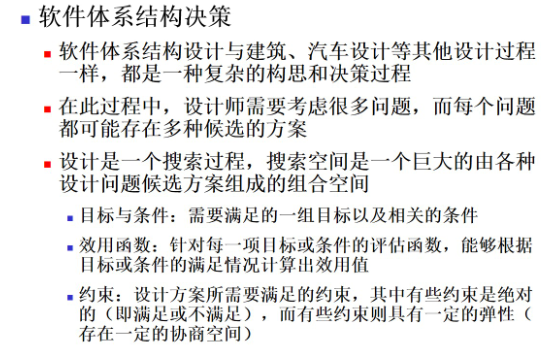 软件体系结构决策
软件体系结构设计与建筑、汽车设计等其他设计过程
一样，都是一种复杂的构思和决策过程
在此过程中，设计师需要考虑很多问题，而每个问题
都可能存在多种候选的方案
设计是一个搜索过程，搜索空间是一个巨大的由各种
设计问题候选方案组成的组合空间
目标与条件：需要满足的一组目标以及相关的条件
效用函数：针对每一项目标或条件的评估函数，能够根据
目标或条件的满足情况计算出效用值
约束：设计方案所需要满足的约束，其中有些约束是绝对
的（即满足或不满足），而有些约束则具有一定的弹性（
存在一定的协商空间）